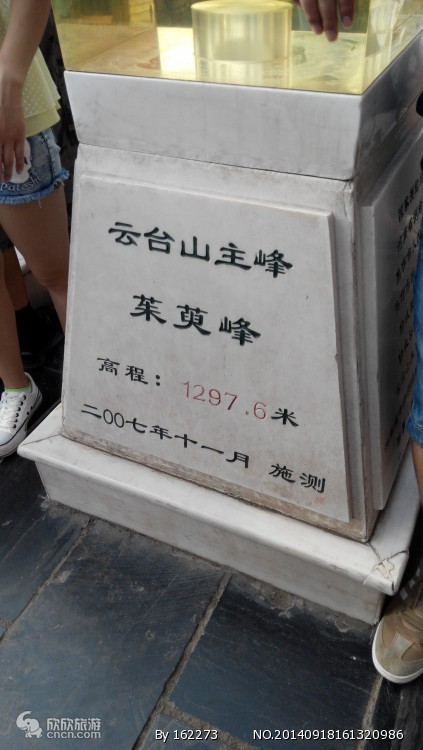 云台山主峰
茱萸峰
高程：1297.6米
二00七年十一月 施测
欣欣旅游
cncn.com
By 162273
NO.20140918161320986